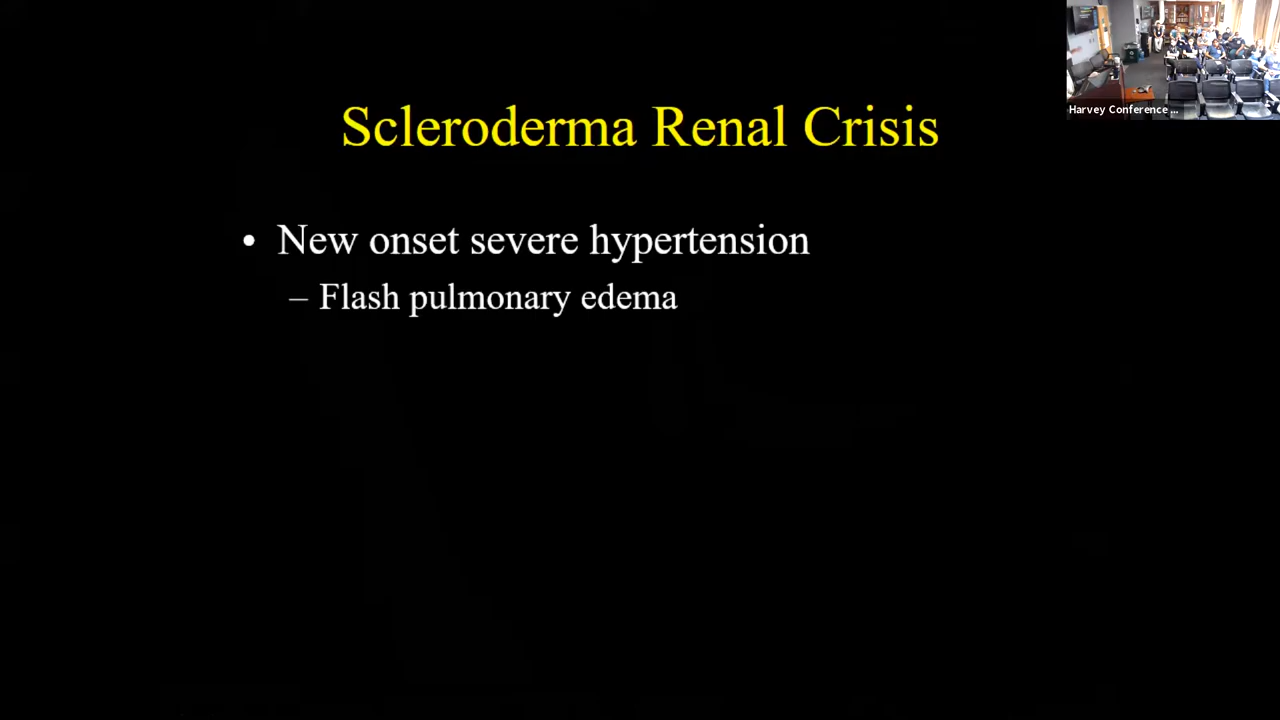 Scleroderma Renal Crisis
• New onset severe hypertension
– Flash pulmonary edema
Harvey Conference ...